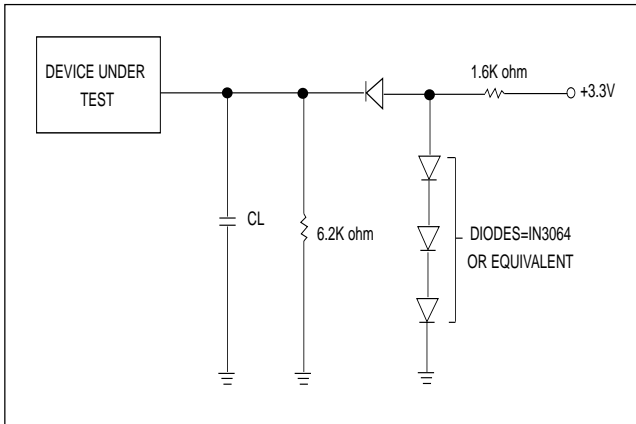 DEVICE UNDER
TEST
1.6K ohm
+3.3V
CL
6.2K ohm
DIODES=IN3064
OR EQUIVALENT